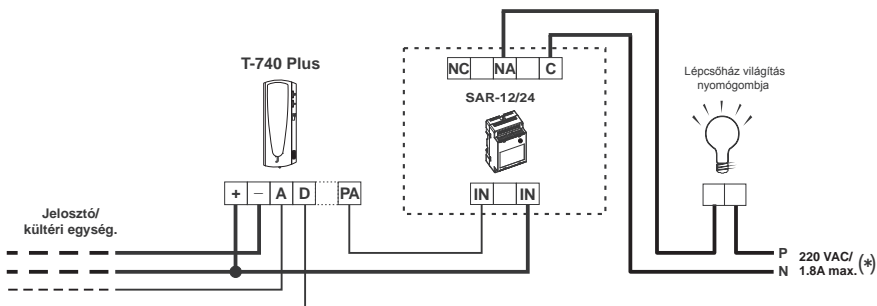 T-740 Plus
NC NA C
SAR-12/24
Lépcsőház világítás
nyomógombja
+ – A D PA
IN IN
Jelosztó/
kültéri egység.
P
N
220 VAC/
1.8A max.
(*)